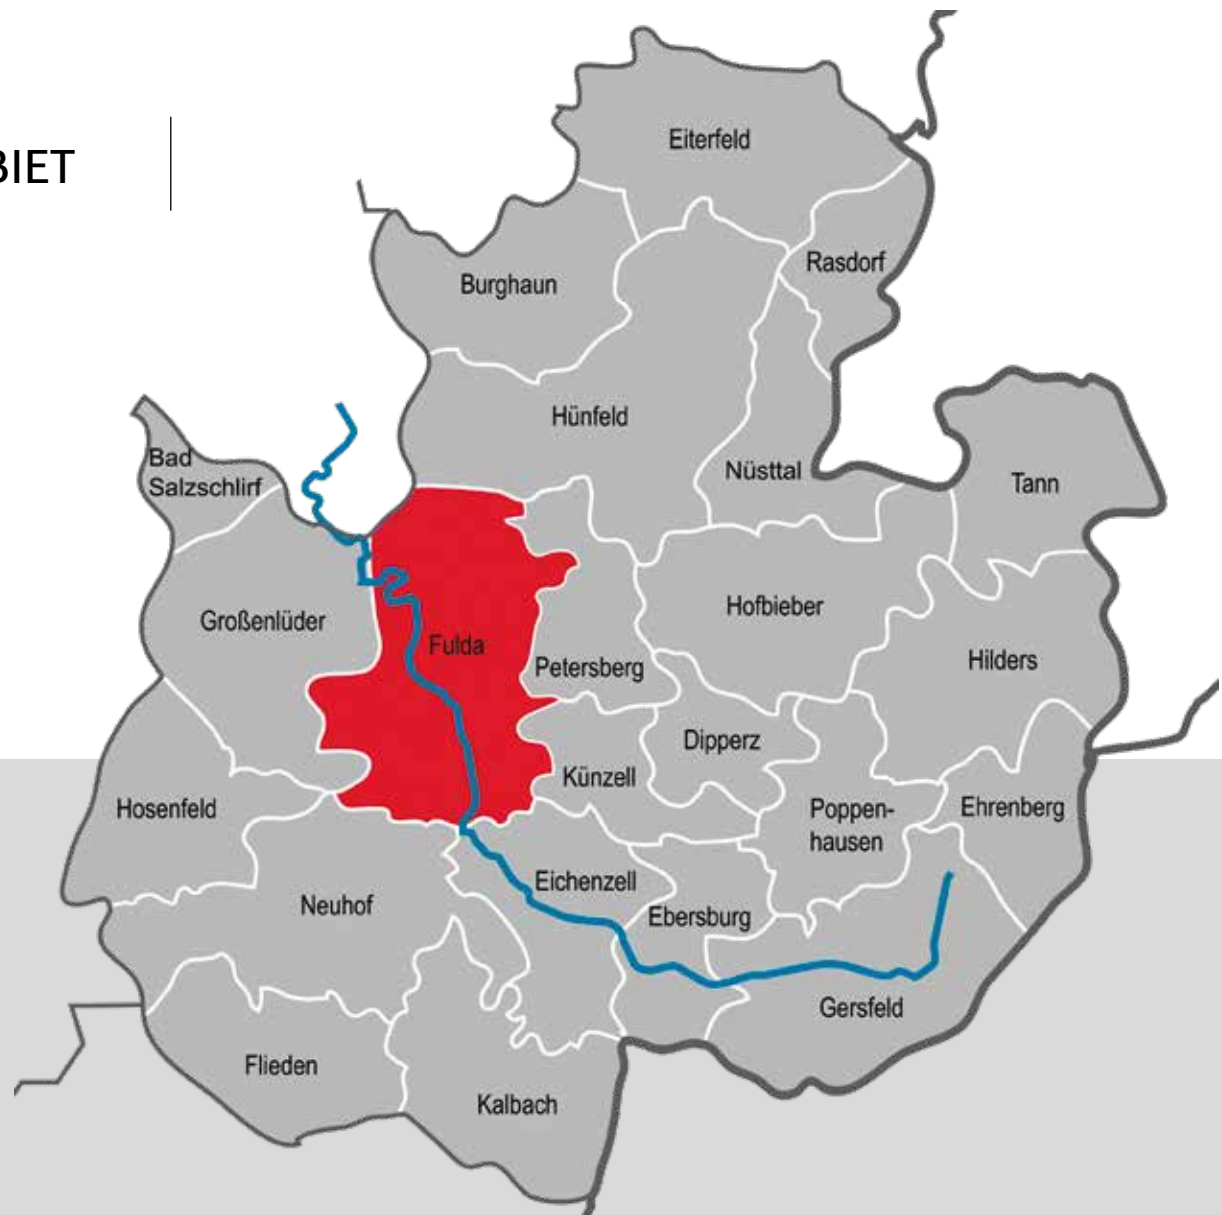 BIET
Eiterfeld
Rasdorf
Burghaun
Hünfeld
Bad
Salzschlirf
Nüsttal
Tann
Großenlüder
Hofbieber
Fulda
Petersberg
Hilders
Dipperz
Künzell
Hosenfeld
Poppen-
hausen
Ehrenberg
Eichenzell
Neuhof
Ebersburg
Gersfeld
Flieden
Kalbach